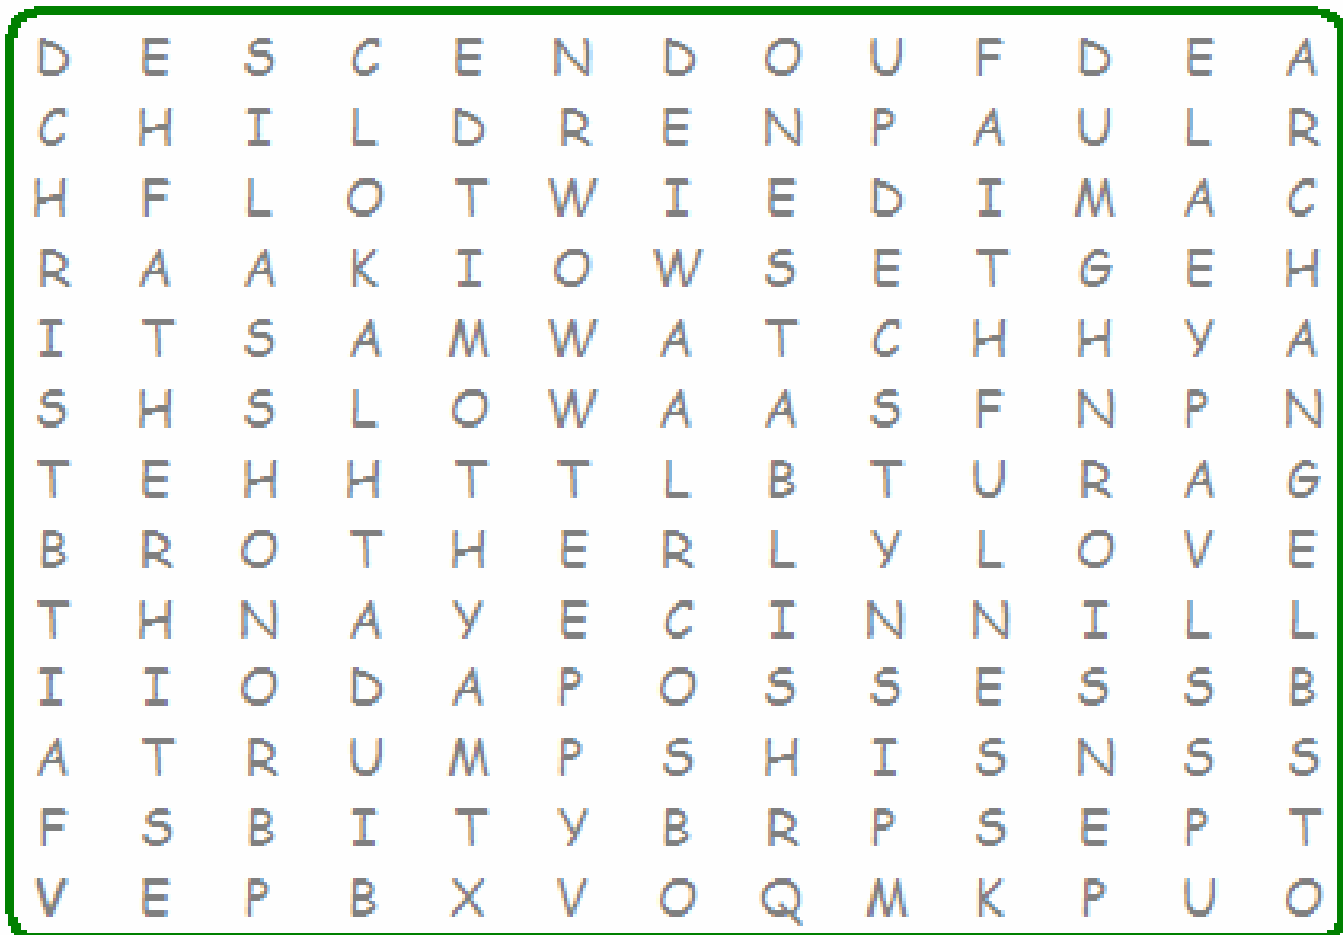 D E S C E N D O U F D E A
C H I L D R E N P A U L R
H F L O T W I E D I M A C
R A A K I O W S E T G E H
I T S A M W A T C H H Y A
S H S L O W A A S F N P N
T E H H T T L B T U R A G
B R O T H E R L Y L O V E
T H N A Y E C I N N I L L
I I O D A P O S S E S S B
A T R U M P S H I S N S S
F S B I T Y B R P S E P T
V E P B X V O Q M K P U O